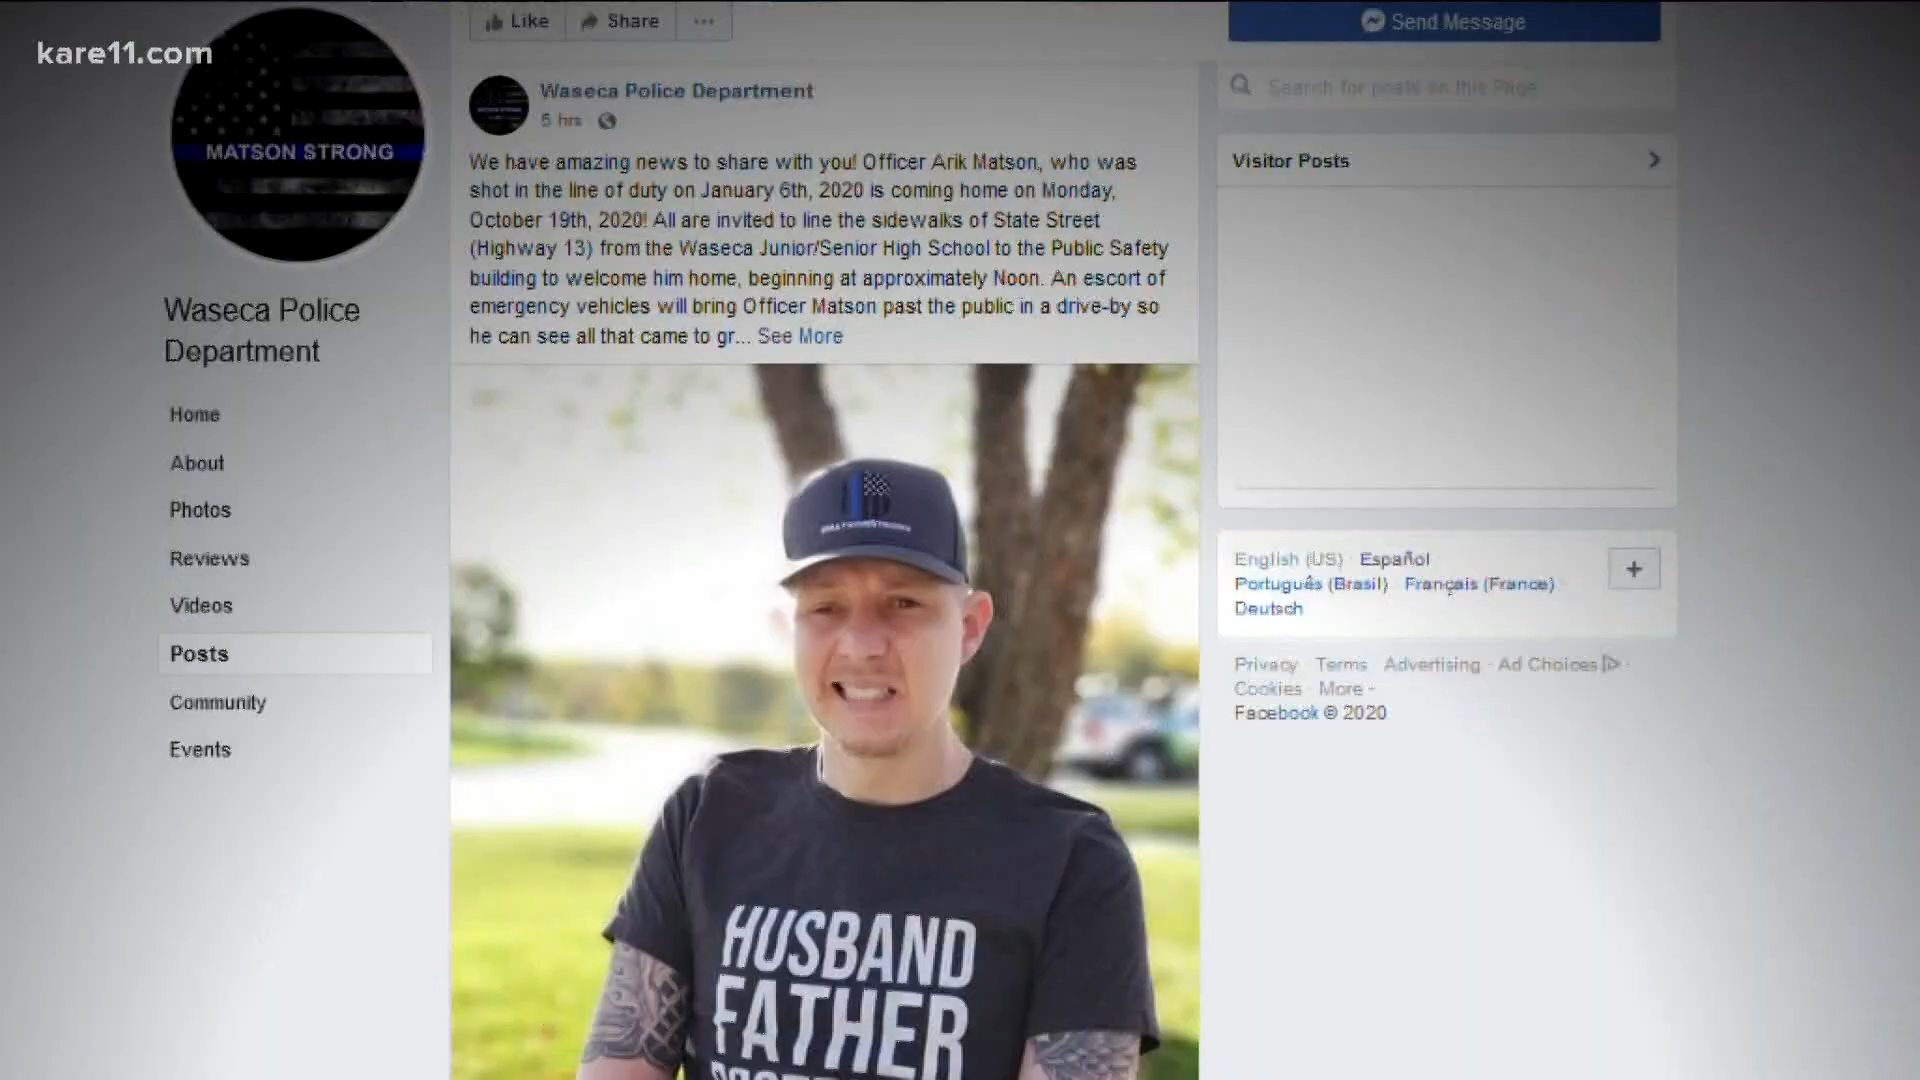 kare11.com
MATSON STRONG
Waseca Police
Department
Home
About
Photos
Reviews
Videos
Posts
Community
Events
Like
Share
...
Waseca Police Department
5 hrs
We have amazing news to share with you! Officer Arik Matson, who was
shot in the line of duty on January 6th, 2020 is coming home on Monday,
October 19th, 2020! All are invited to line the sidewalks of State Street
(Highway 13) from the Waseca Junior/Senior High School to the Public Safety
building to welcome him home, beginning at approximately Noon. An escort of
emergency vehicles will bring Officer Matson past the public in a drive-by so
he can see all that came to gr... See More
HUSBAND
FATHER
Send Message
Search for posts on this Page
Visitor Posts
English (US) · Español
Português (Brasil) · Français (France)
Deutsch
Privacy · Terms · Advertising · Ad Choices ·
Cookies · More
Facebook © 2020